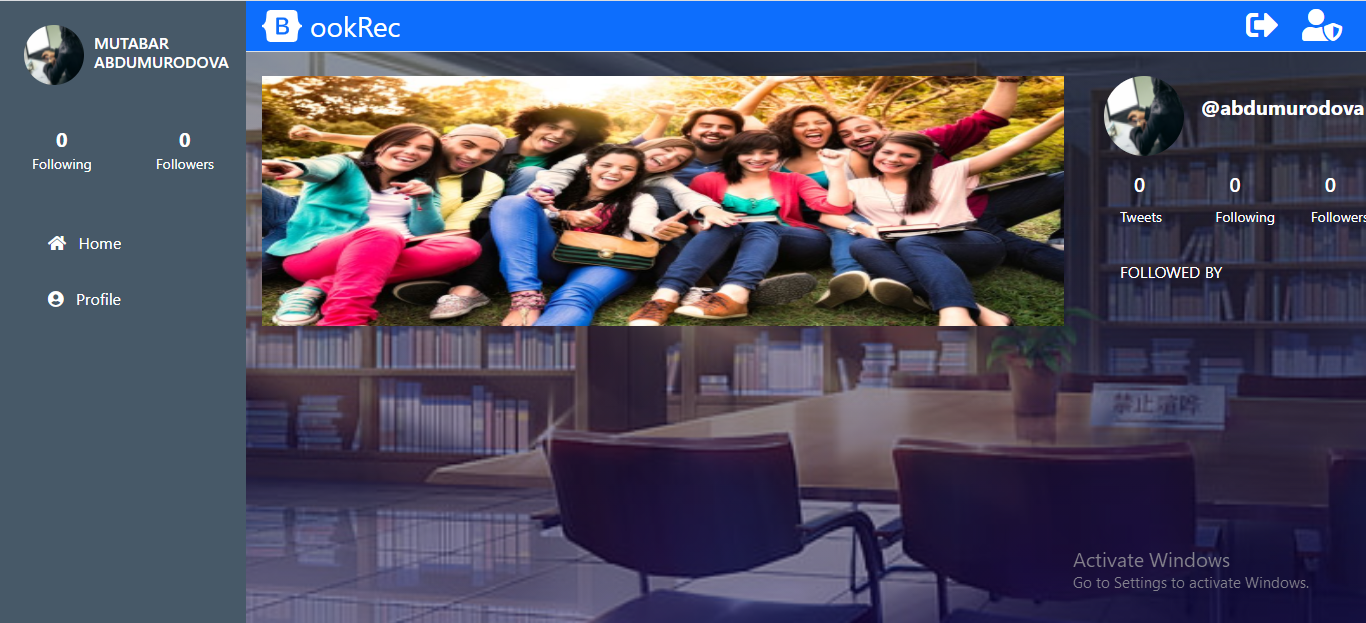 MUTABAR
ABDUMURODOVA
0
0
Following
Followers
Home
Profile
B ookRec
@abdumurodova
0
0
0
Tweets
Following
Followers
FOLLOWED BY
禁止喧哗
Activate Windows
Go to Settings to activate Windows.